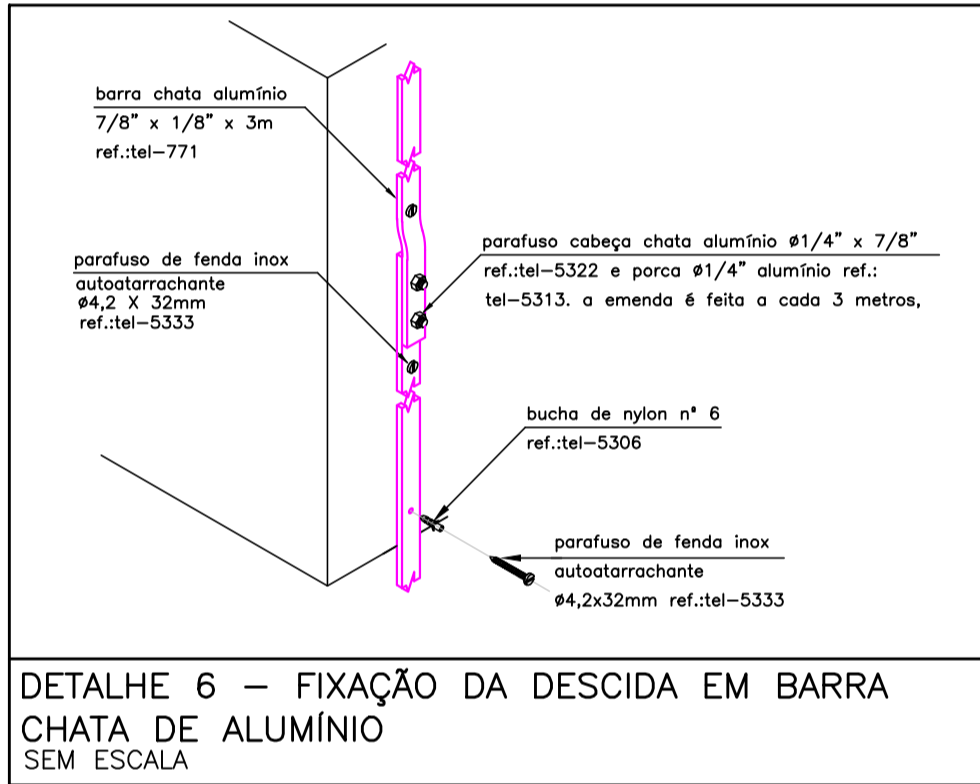 barra chata alumínio
7/8" x 1/8" x 3m
ref.:tel-771
parafuso cabeça chata alumínio ø1/4" x 7/8"
ref.:tel-5322 e porca ø1/4" alumínio ref.:
tel-5313. a emenda é feita a cada 3 metros,
parafuso de fenda inox
autoatarrachante
ø4,2 X 32mm
ref.:tel-5333
bucha de nylon n° 6
ref.:tel-5306
parafuso de fenda inox
autoatarrachante
ø4,2x32mm ref.:tel-5333
DETALHE 6 – FIXAÇÃO DA DESCIDA EM BARRA
CHATA DE ALUMÍNIO
SEM ESCALA